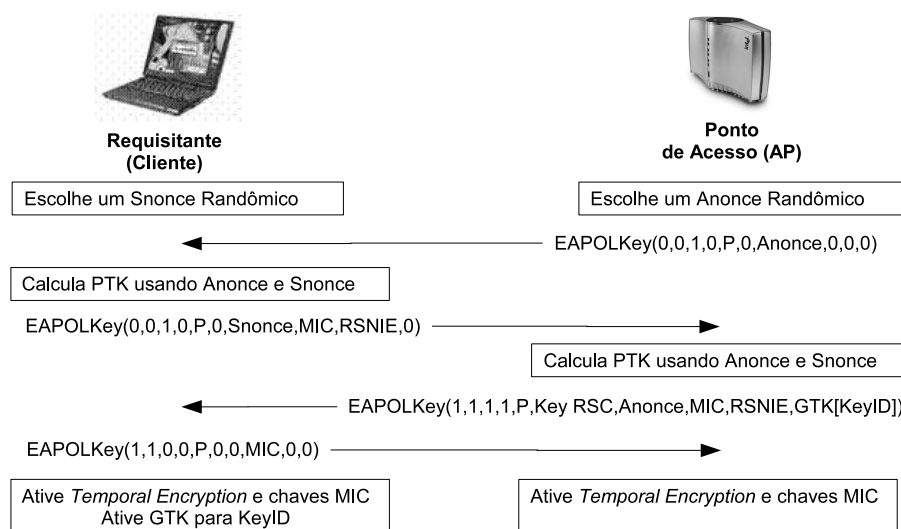 Requisitante
(Cliente)
Ponto
de Acesso (AP)
Escolhe um Snonce Randômico
Escolhe um Anonce Randômico
EAPOLKey(0,0,1,0,P,0,Anonce,0,0,0)
Calcula PTK usando Anonce e Snonce
EAPOLKey(0,0,1,0,P,0,Snonce,MIC,RSNIE,0)
Calcula PTK usando Anonce e Snonce
EAPOLKey(1,1,1,1,P,Key RSC,Anonce,MIC,RSNIE,GTK[KeyID])
EAPOLKey(1,1,0,0,P,0,0,MIC,0,0)
Ative Temporal Encryption e chaves MIC
Ative GTK para KeyID
Ative Temporal Encryption e chaves MIC